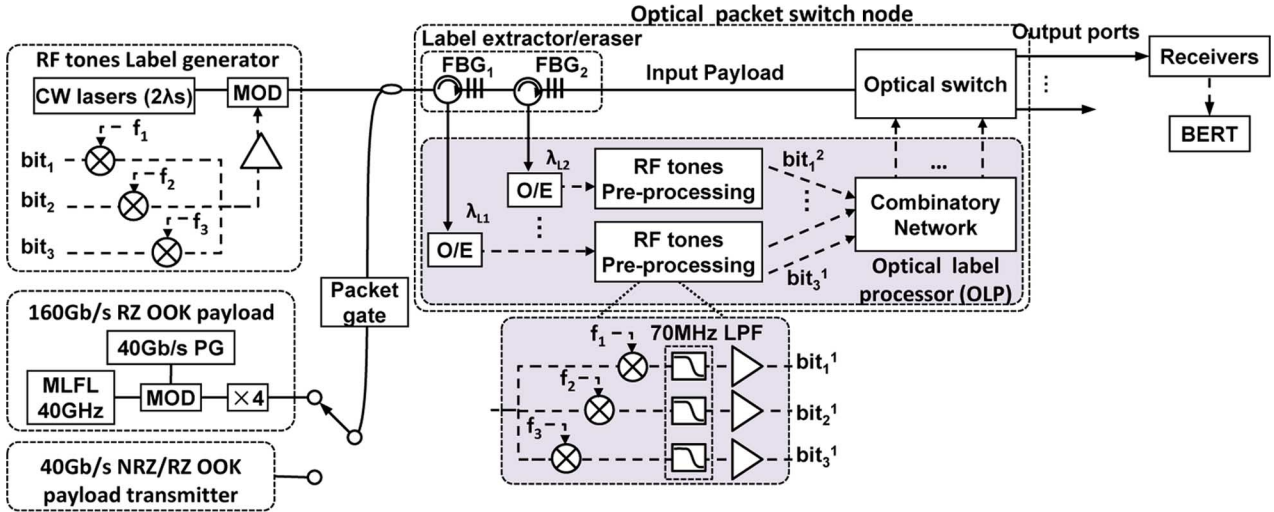 Optical packet switch node
RF tones Label generator
CW lasers (2λs)
MOD
f1
bit1
f2
bit2
f3
bit3
Label extractor/eraser
FBG1
FBG2
Input Payload
Optical switch
Output ports
⋮
Receivers
BERT
λL2
O/E
RF tones
Pre-processing
bit1²
...
⋮
λL1
O/E
⋮
RF tones
Pre-processing
bit3¹
Combinatory
Network
Optical label
processor (OLP)
Packet
gate
160Gb/s RZ OOK payload
40Gb/s PG
MLFL
40GHz
MOD
×4
40Gb/s NRZ/RZ OOK
payload transmitter
70MHz LPF
f1
bit1¹
f2
bit2¹
f3
bit3¹